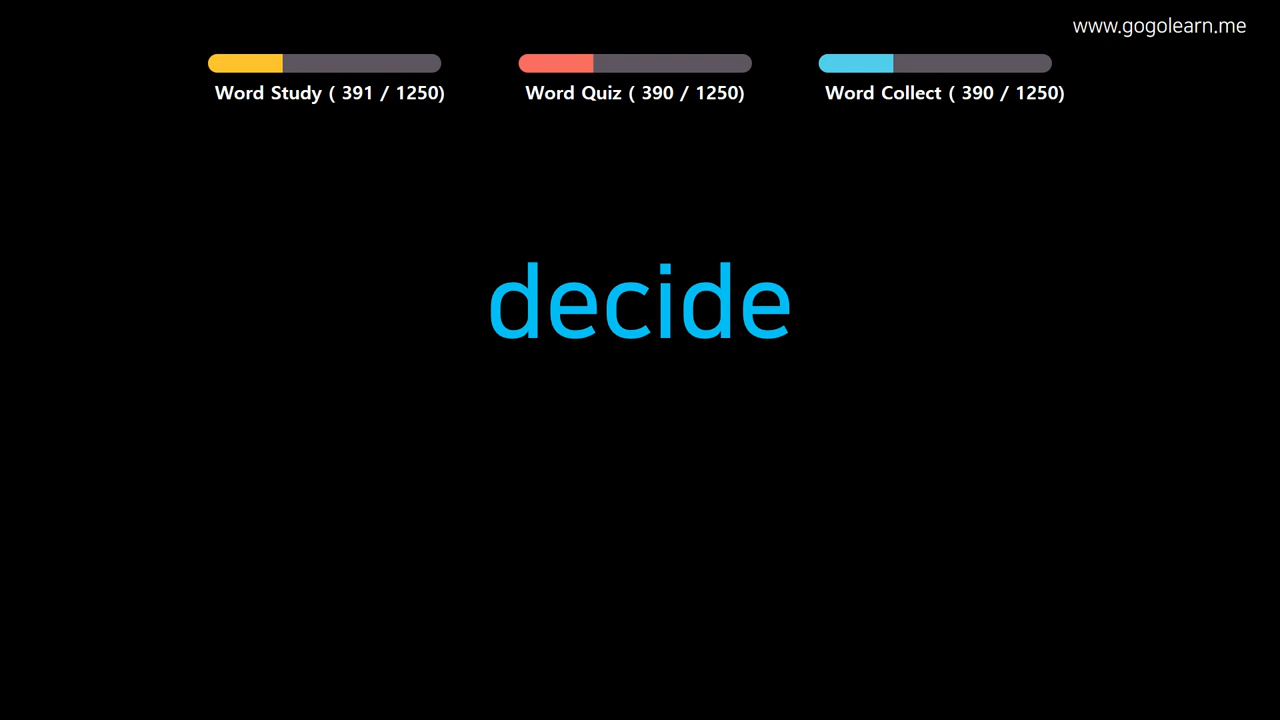 www.gogolearn.me
Word Study ( 391 / 1250)
Word Quiz ( 390 / 1250)
Word Collect ( 390 / 1250)
decide